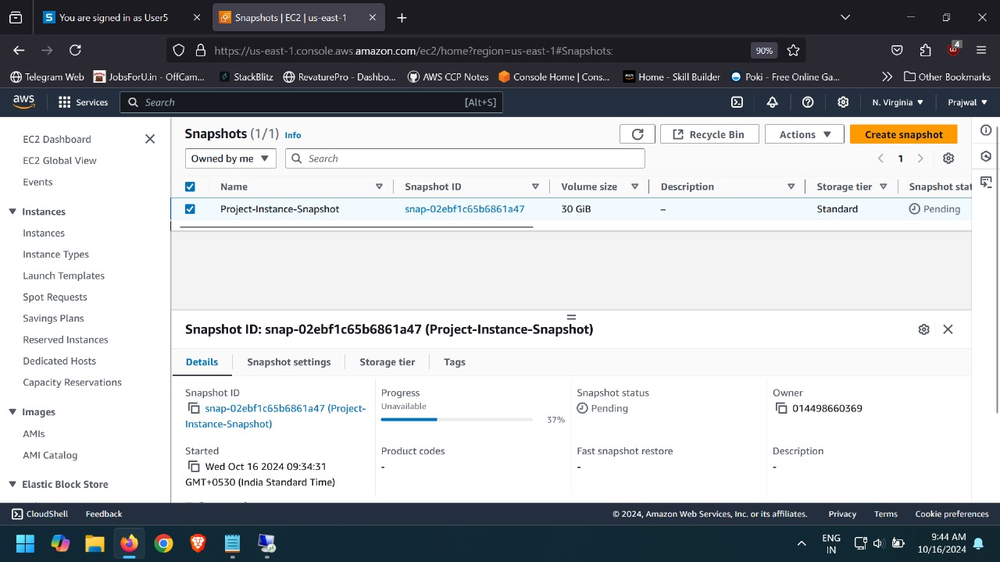 You are signed in as User5
Snapshots | EC2 | us-east-1
https://us-east-1.console.aws.amazon.com/ec2/home?region=us-east-1#Snapshots:
90%
4
Telegram Web
JobsForU.in - OffCam...
StackBlitz
RevaturePro - Dashbo...
AWS CCP Notes
Console Home | Cons...
Home - Skill Builder
Poki - Free Online Ga...
Other Bookmarks
aws
Services
Search
[Alt+S]
N. Virginia
Prajwal
EC2 Dashboard
EC2 Global View
Events
Instances
Instances
Instance Types
Launch Templates
Spot Requests
Savings Plans
Reserved Instances
Dedicated Hosts
Capacity Reservations
Images
AMIs
AMI Catalog
Elastic Block Store
Snapshots (1/1) Info
Recycle Bin
Actions
Create snapshot
Owned by me
Search
1
Name
Snapshot ID
Volume size
Description
Storage tier
Snapshot stat
Project-Instance-Snapshot
snap-02ebf1c65b6861a47
30 GiB
–
Standard
Pending
Snapshot ID: snap-02ebf1c65b6861a47 (Project-Instance-Snapshot)
Details
Snapshot settings
Storage tier
Tags
Snapshot ID
snap-02ebf1c65b6861a47 (Project-
Instance-Snapshot)
Progress
Unavailable
37%
Snapshot status
Pending
Owner
014498660369
Started
Wed Oct 16 2024 09:34:31
GMT+0530 (India Standard Time)
Product codes
-
Fast snapshot restore
-
Description
-
CloudShell
Feedback
© 2024, Amazon Web Services, Inc. or its affiliates.
Privacy
Terms
Cookie preferences
ENG
IN
9:44 AM
10/16/2024